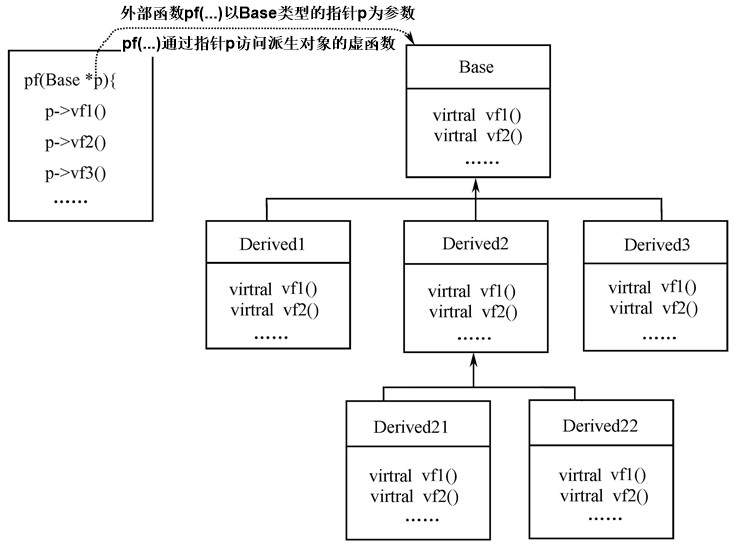 外部函数pf(...)以Base类型的指针p为参数
pf(...)通过指针p访问派生对象的虚函数
pf(Base *p){
p->vf1()
p->vf2()
p->vf3()
……
Base
virtral vf1()
virtral vf2()
……
Derived1
virtral vf1()
virtral vf2()
……
Derived2
virtral vf1()
virtral vf2()
……
Derived3
virtral vf1()
virtral vf2()
……
Derived21
virtral vf1()
virtral vf2()
……
Derived22
virtral vf1()
virtral vf2()
……